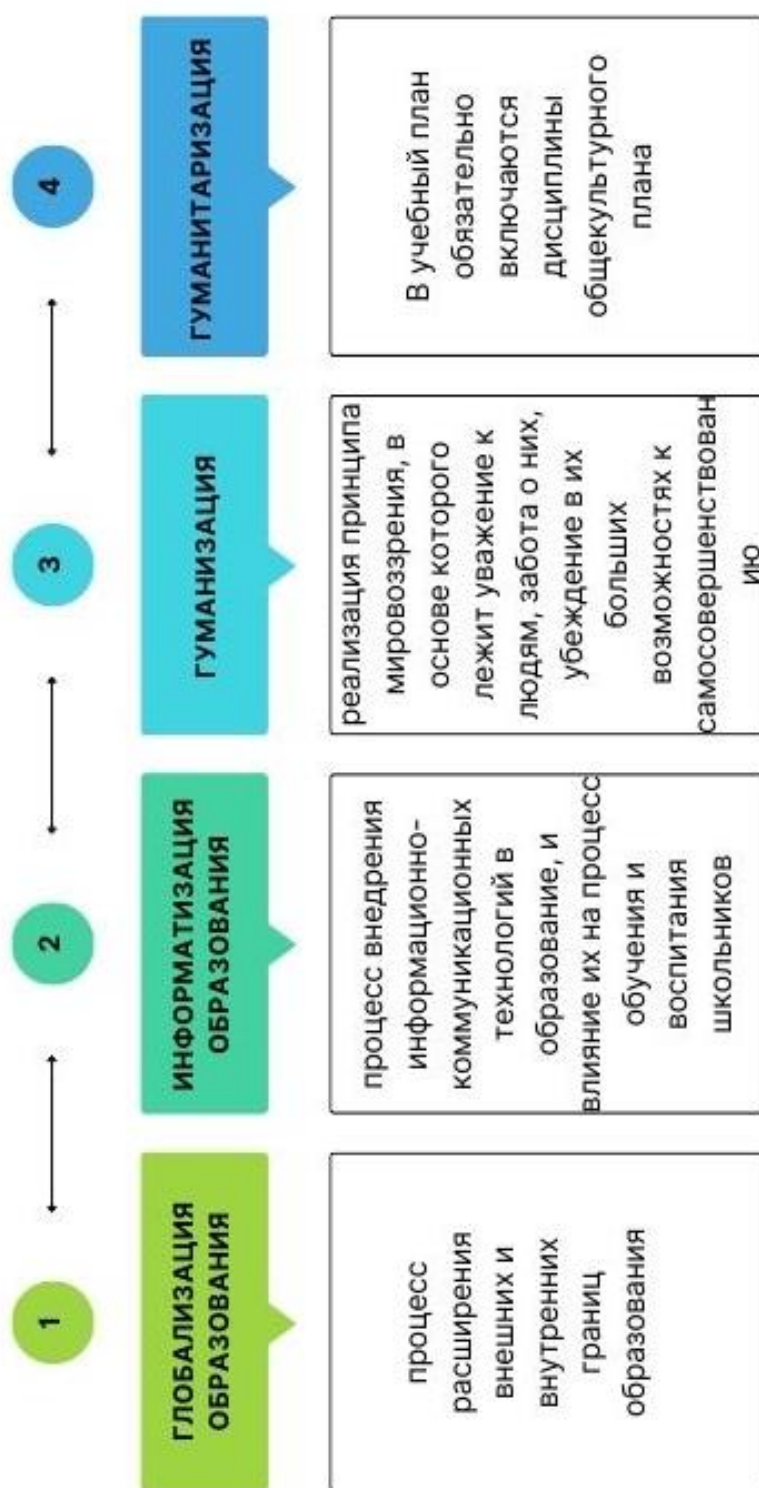 1
ГЛОБАЛИЗАЦИЯ
ОБРАЗОВАНИЯ
процесс
расширения
внешних и
внутренних
границ
образования
2
ИНФОРМАТИЗАЦИЯ
ОБРАЗОВАНИЯ
процесс внедрения
информационно-
коммуникационных
технологий в
образование, и
влияние их на процесс
обучения и
воспитания
школьников
3
ГУМАНИЗАЦИЯ
реализация принципа
мировоззрения, в
основе которого
лежит уважение к
людям, забота о них,
убеждение в их
больших
возможностях к
самосовершенствован
ию
4
ГУМАНИТАРИЗАЦИЯ
В учебный план
обязательно
включаются
дисциплины
общекультурного
плана